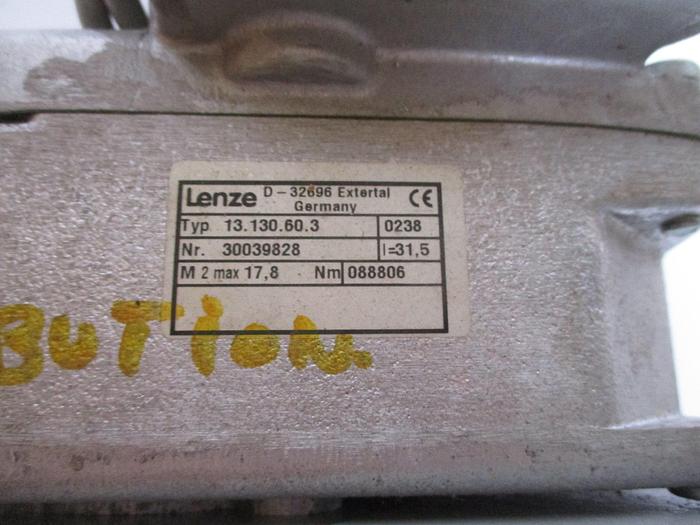 Lenze D-32696 Extertal
Germany CE
Typ 13.130.60.3 0238
Nr. 30039828 i=31,5
M 2 max 17,8 Nm 088806
BUTION.